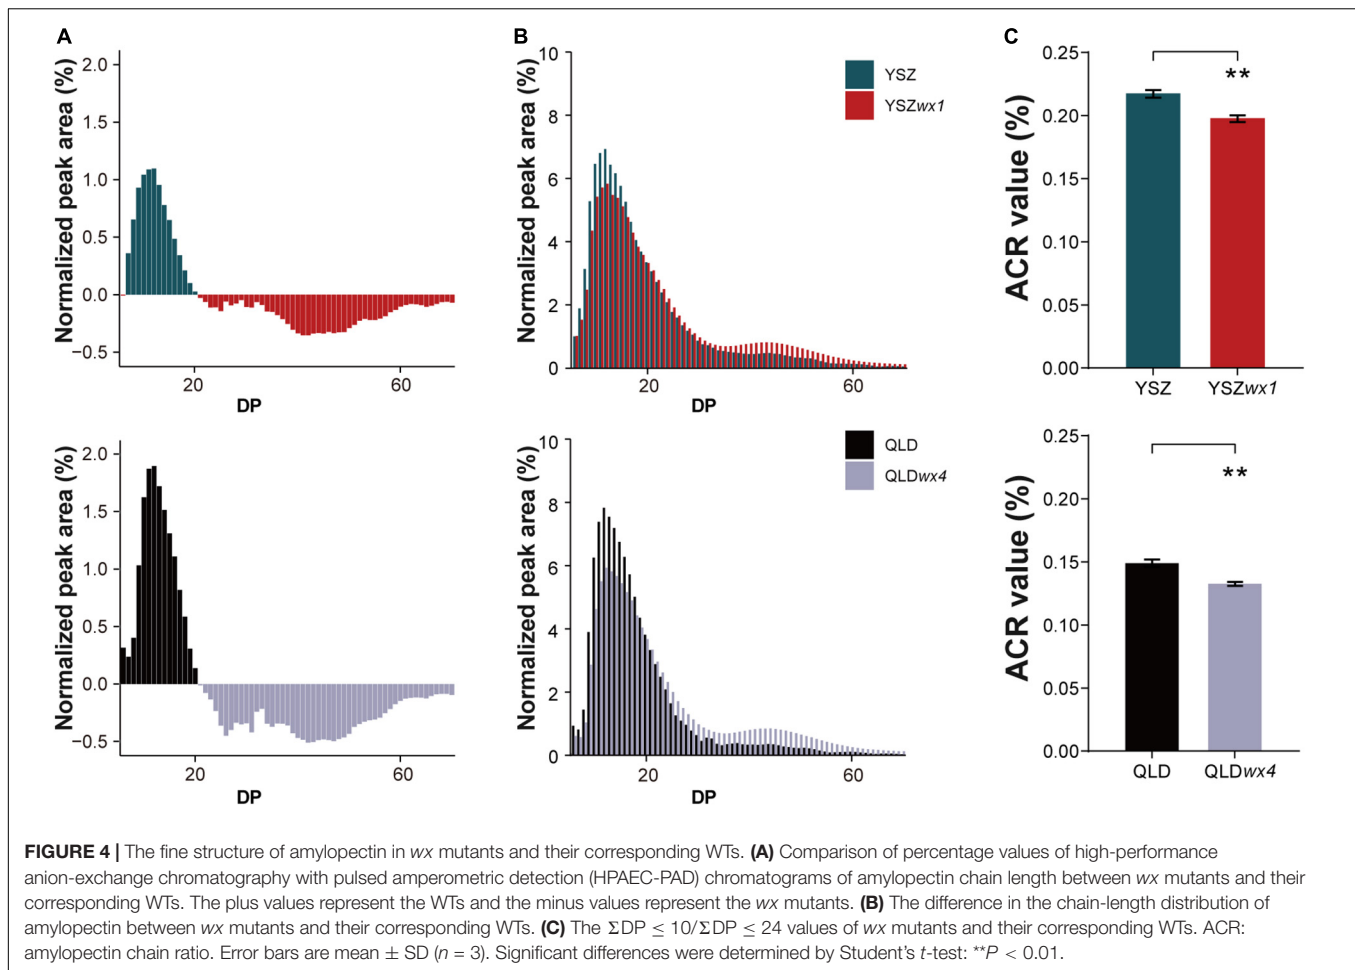 A
B
C
Normalized peak area (%)
2.0
1.5
1.0
0.5
0.0
−0.5
20
60
DP
Normalized peak area (%)
10
8
6
4
2
0
20
60
DP
YSZ
YSZwx1
ACR value (%)
0.25
0.20
0.15
0.10
0.05
0.00
**
YSZ
YSZwx1
Normalized peak area (%)
2.0
1.5
1.0
0.5
0.0
−0.5
20
60
DP
Normalized peak area (%)
10
8
6
4
2
0
20
60
DP
QLD
QLDwx4
ACR value (%)
0.25
0.20
0.15
0.10
0.05
0.00
**
QLD
QLDwx4
FIGURE 4 | The fine structure of amylopectin in wx mutants and their corresponding WTs. (A) Comparison of percentage values of high-performance
anion-exchange chromatography with pulsed amperometric detection (HPAEC-PAD) chromatograms of amylopectin chain length between wx mutants and their
corresponding WTs. The plus values represent the WTs and the minus values represent the wx mutants. (B) The difference in the chain-length distribution of
amylopectin between wx mutants and their corresponding WTs. (C) The ΣDP ≤ 10/ΣDP ≤ 24 values of wx mutants and their corresponding WTs. ACR:
amylopectin chain ratio. Error bars are mean ± SD (n = 3). Significant differences were determined by Student's t-test: **P < 0.01.